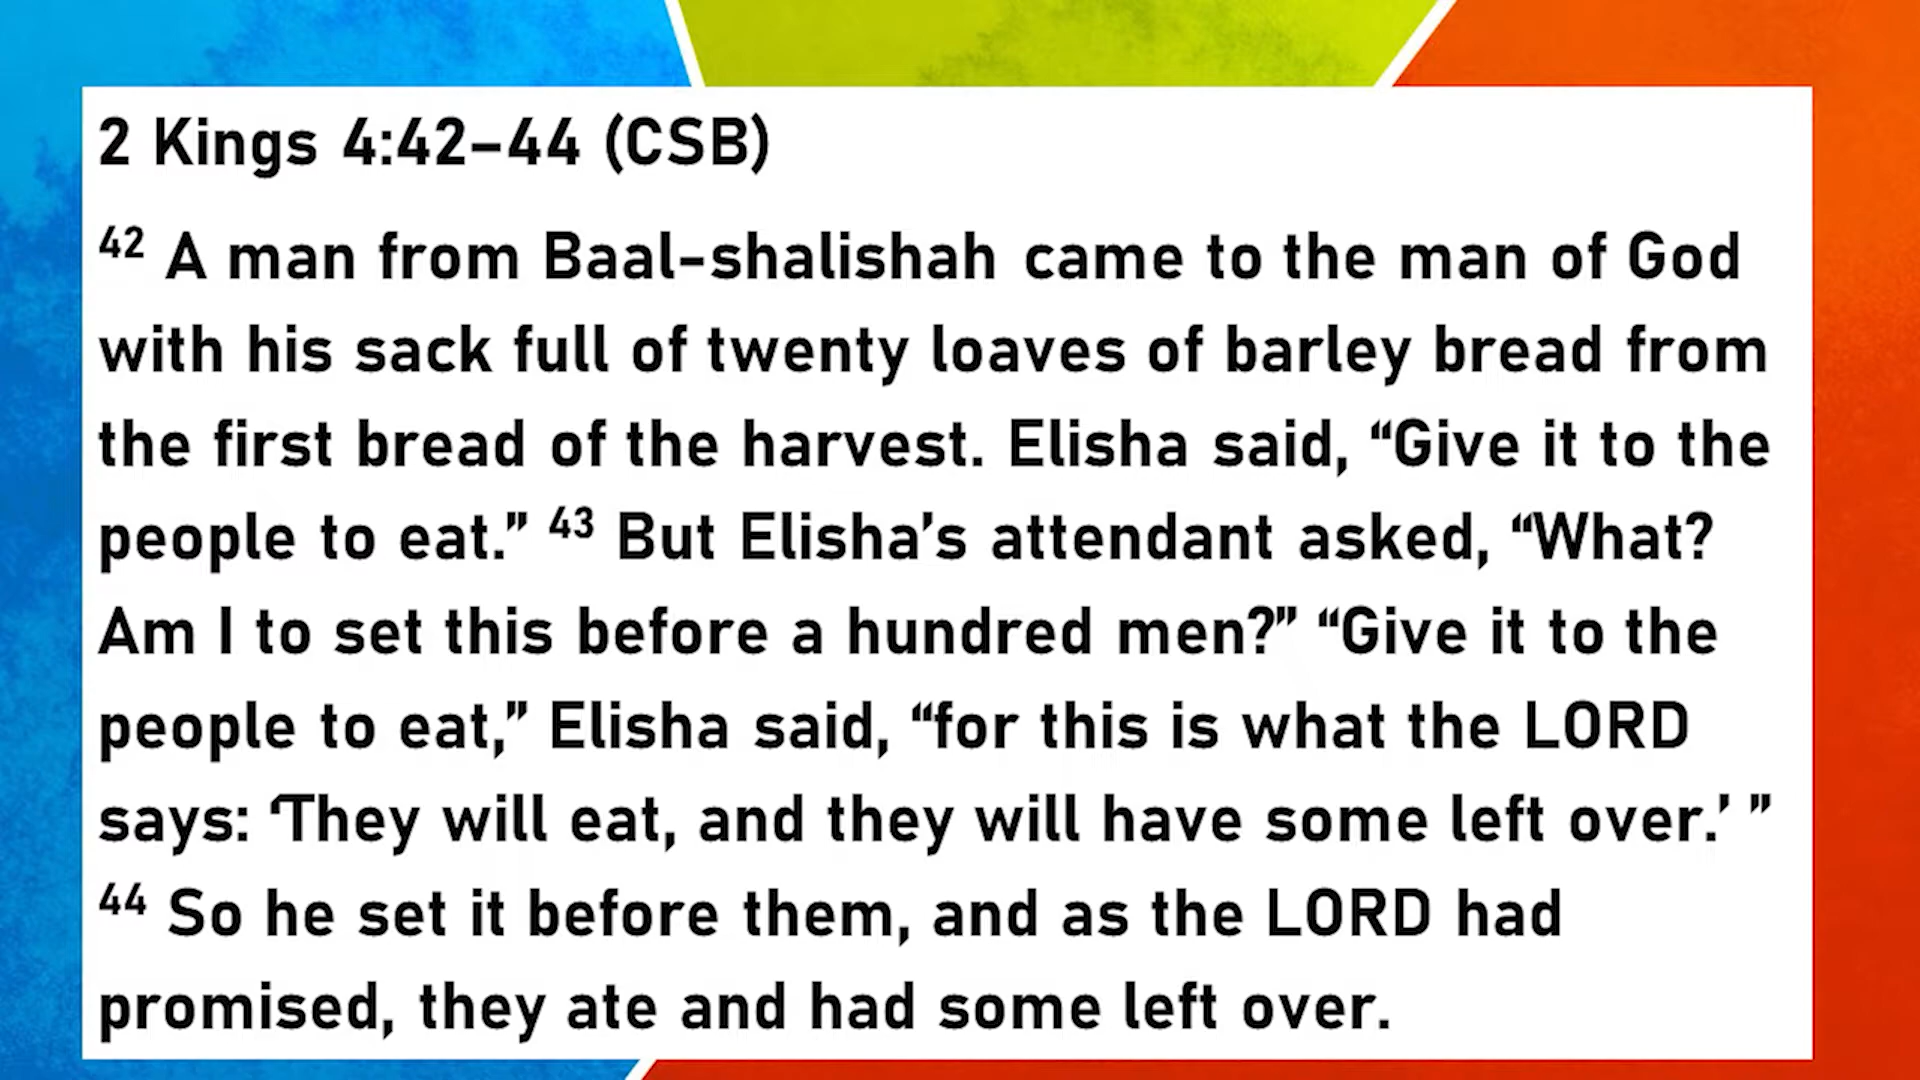 2 Kings 4:42–44 (CSB)
42 A man from Baal-shalishah came to the man of God
with his sack full of twenty loaves of barley bread from
the first bread of the harvest. Elisha said, “Give it to the
people to eat.” 43 But Elisha’s attendant asked, “What?
Am I to set this before a hundred men?” “Give it to the
people to eat,” Elisha said, “for this is what the LORD
says: ‘They will eat, and they will have some left over.’ ”
44 So he set it before them, and as the LORD had
promised, they ate and had some left over.